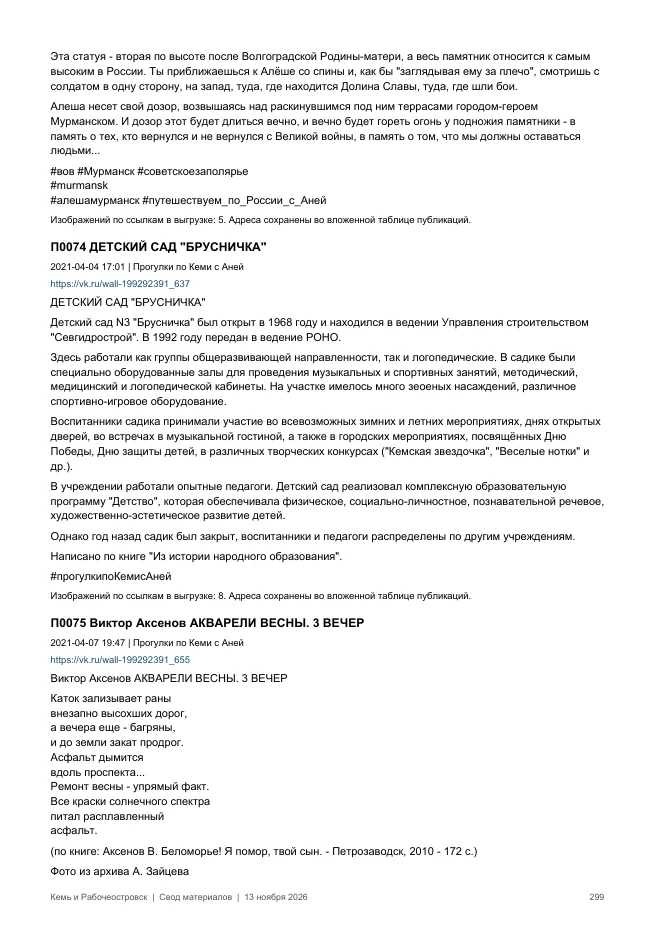 Эта статуя - вторая по высоте после Волгоградской Родины-матери, а весь памятник относится к самым
высоким в России. Ты приближаешься к Алёше со спины и, как бы "заглядывая ему за плечо", смотришь с
солдатом в одну сторону, на запад, туда, где находится Долина Славы, туда, где шли бои.
Алеша несет свой дозор, возвышаясь над раскинувшимся под ним террасами городом-героем
Мурманском. И дозор этот будет длиться вечно, и вечно будет гореть огонь у подножия памятники - в
память о тех, кто вернулся и не вернулся с Великой войны, в память о том, что мы должны оставаться
людьми...
#вов #Мурманск #советскоезаполярье
#murmansk
#алешамурманск #путешествуем_по_России_с_Аней
Изображений по ссылкам в выгрузке: 5. Адреса сохранены во вложенной таблице публикаций.
П0074 ДЕТСКИЙ САД "БРУСНИЧКА"
2021-04-04 17:01 | Прогулки по Кеми с Аней
https://vk.ru/wall-199292391_637
ДЕТСКИЙ САД "БРУСНИЧКА"
Детский сад N3 "Брусничка" был открыт в 1968 году и находился в ведении Управления строительством
"Севгидрострой". В 1992 году передан в ведение РОНО.
Здесь работали как группы общеразвивающей направленности, так и логопедические. В садике были
специально оборудованные залы для проведения музыкальных и спортивных занятий, методический,
медицинский и логопедической кабинеты. На участке имелось много зеоеных насаждений, различное
спортивно-игровое оборудование.
Воспитанники садика принимали участие во всевозможных зимних и летних мероприятиях, днях открытых
дверей, во встречах в музыкальной гостиной, а также в городских мероприятиях, посвящённых Дню
Победы, Дню защиты детей, в различных творческих конкурсах ("Кемская звездочка", "Веселые нотки" и
др.).
В учреждении работали опытные педагоги. Детский сад реализовал комплексную образовательную
программу "Детство", которая обеспечивала физическое, социально-личностное, познавательной речевое,
художественно-эстетическое развитие детей.
Однако год назад садик был закрыт, воспитанники и педагоги распределены по другим учреждениям.
Написано по книге "Из истории народного образования".
#прогулкипоКемисАней
Изображений по ссылкам в выгрузке: 8. Адреса сохранены во вложенной таблице публикаций.
П0075 Виктор Аксенов АКВАРЕЛИ ВЕСНЫ. 3 ВЕЧЕР
2021-04-07 19:47 | Прогулки по Кеми с Аней
https://vk.ru/wall-199292391_655
Виктор Аксенов АКВАРЕЛИ ВЕСНЫ. 3 ВЕЧЕР
Каток зализывает раны
внезапно высохших дорог,
а вечера еще - багряны,
и до земли закат продрог.
Асфальт дымится
вдоль проспекта...
Ремонт весны - упрямый факт.
Все краски солнечного спектра
питал расплавленный
асфальт.
(по книге: Аксенов В. Беломорье! Я помор, твой сын. - Петрозаводск, 2010 - 172 с.)
Фото из архива А. Зайцева
Кемь и Рабочеостровск | Свод материалов | 13 ноября 2026 299